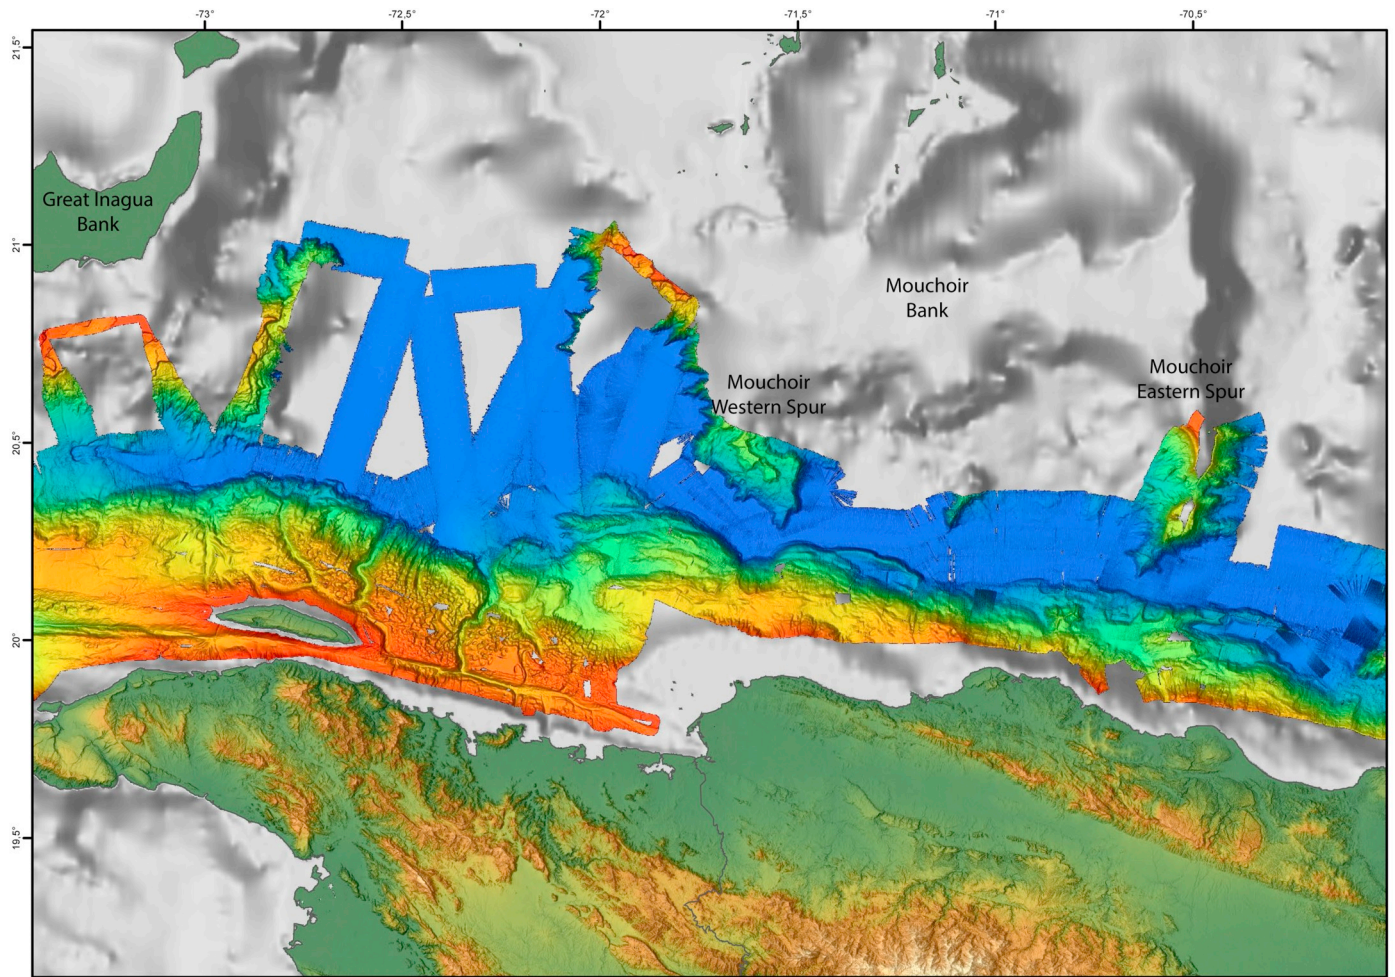 -73°
-72,5°
-72°
-71,5°
-71°
-70,5°
21,5°
21°
20,5°
20°
19,5°
Great Inagua
Bank
Mouchoir
Bank
Mouchoir
Western Spur
Mouchoir
Eastern Spur